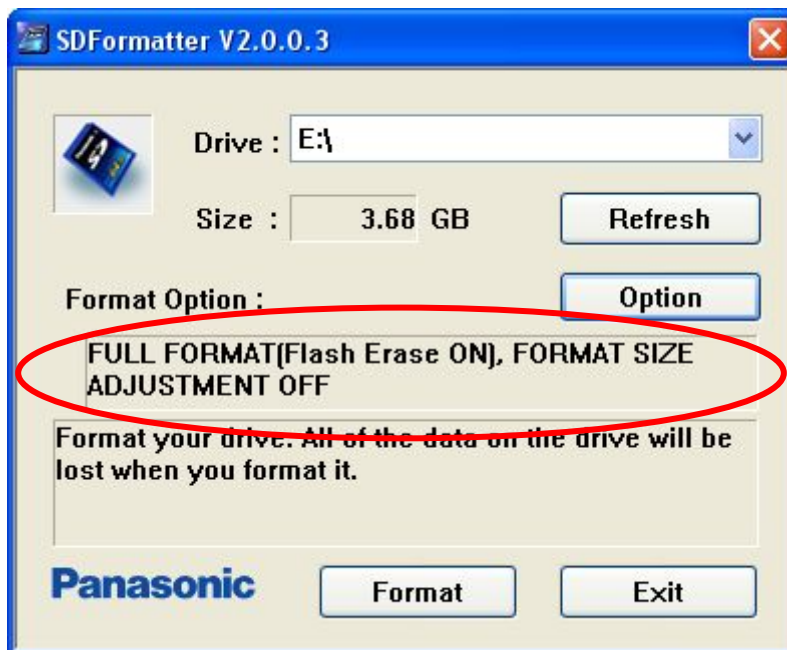 SDFormatter V2.0.0.3
Drive : E:\
Size : 3.68 GB Refresh
Format Option : Option
FULL FORMAT(Flash Erase ON), FORMAT SIZE
ADJUSTMENT OFF
Format your drive. All of the data on the drive will be
lost when you format it.
Panasonic Format Exit